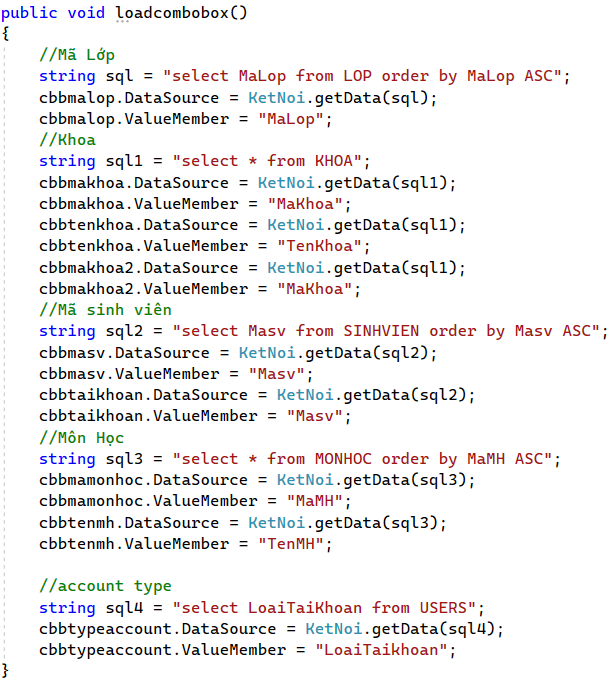 public void loadcombobox()
{
//Mã Lớp
string sql = "select MaLop from LOP order by MaLop ASC";
cbbmalop.DataSource = KetNoi.getData(sql);
cbbmalop.ValueMember = "MaLop";
//Khoa
string sql1 = "select * from KHOA";
cbbmakhoa.DataSource = KetNoi.getData(sql1);
cbbmakhoa.ValueMember = "MaKhoa";
cbbtenkhoa.DataSource = KetNoi.getData(sql1);
cbbtenkhoa.ValueMember = "TenKhoa";
cbbmakhoa2.DataSource = KetNoi.getData(sql1);
cbbmakhoa2.ValueMember = "MaKhoa";
//Mã sinh viên
string sql2 = "select Masv from SINHVIEN order by Masv ASC";
cbbmasv.DataSource = KetNoi.getData(sql2);
cbbmasv.ValueMember = "Masv";
cbbtaikhoan.DataSource = KetNoi.getData(sql2);
cbbtaikhoan.ValueMember = "Masv";
//Môn Học
string sql3 = "select * from MONHOC order by MaMH ASC";
cbbmamonhoc.DataSource = KetNoi.getData(sql3);
cbbmamonhoc.ValueMember = "MaMH";
cbbtenmh.DataSource = KetNoi.getData(sql3);
cbbtenmh.ValueMember = "TenMH";
//account type
string sql4 = "select LoaiTaiKhoan from USERS";
cbbtypeaccount.DataSource = KetNoi.getData(sql4);
cbbtypeaccount.ValueMember = "LoaiTaikhoan";
}